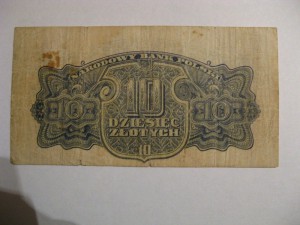 NARODOWY BANK POLSKI
10 10 10
DZIESIĘĆ
ZŁOTYCH
10